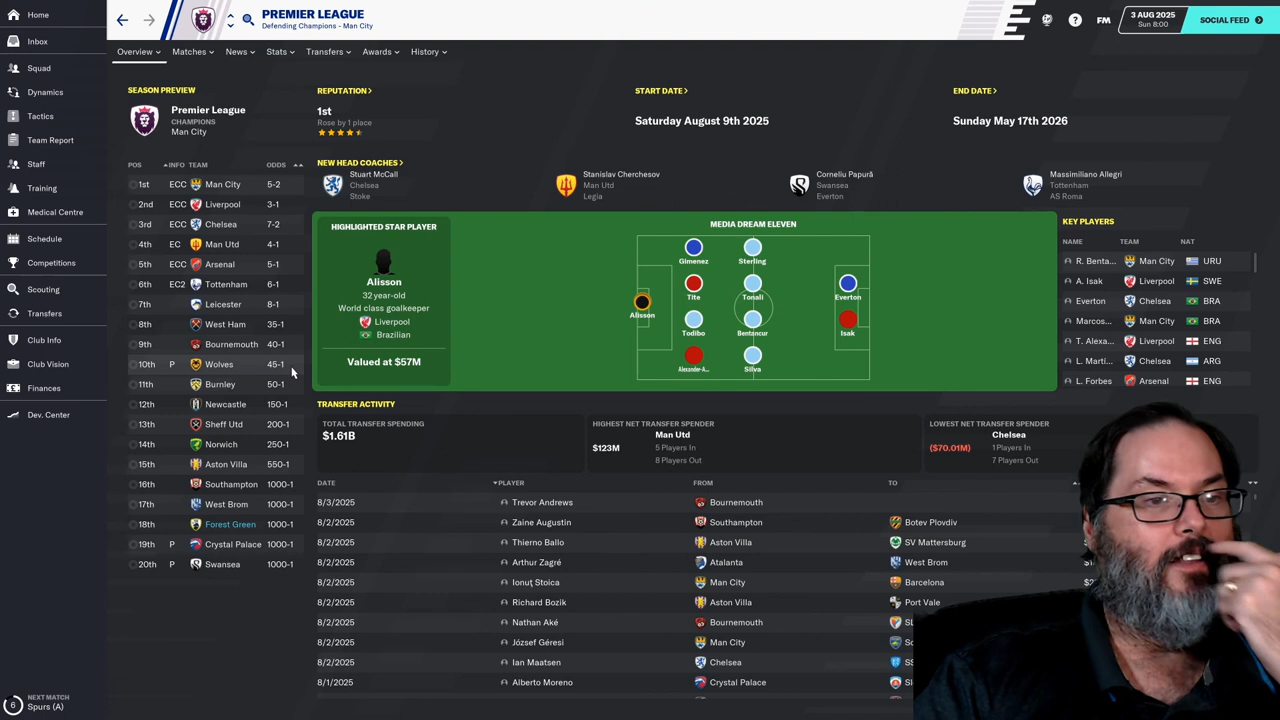 Home
Inbox
Squad
Dynamics
Tactics
Team Report
Staff
Training
Medical Centre
Schedule
Competitions
Scouting
Transfers
Club Info
Club Vision
Finances
Dev. Center
6
NEXT MATCH
Spurs (A)
PREMIER LEAGUE
Defending Champions - Man City
?
FM
3 AUG 2025
Sun 8:00
SOCIAL FEED
Overview
Matches
News
Stats
Transfers
Awards
History
SEASON PREVIEW
Premier League
CHAMPIONS
Man City
REPUTATION
1st
Rose by 1 place
START DATE
Saturday August 9th 2025
END DATE
Sunday May 17th 2026
POS INFO TEAM ODDS
1st ECC Man City 5-2
2nd ECC Liverpool 3-1
3rd ECC Chelsea 7-2
4th EC Man Utd 4-1
5th ECC Arsenal 5-1
6th EC2 Tottenham 6-1
7th Leicester 8-1
8th West Ham 35-1
9th Bournemouth 40-1
10th P Wolves 45-1
11th Burnley 50-1
12th Newcastle 150-1
13th Sheff Utd 200-1
14th Norwich 250-1
15th Aston Villa 550-1
16th Southampton 1000-1
17th West Brom 1000-1
18th Forest Green 1000-1
19th P Crystal Palace 1000-1
20th P Swansea 1000-1
NEW HEAD COACHES
Stuart McCall
Chelsea
Stoke
Stanislav Cherchesov
Man Utd
Legia
Corneliu Papură
Swansea
Everton
Massimiliano Allegri
Tottenham
AS Roma
HIGHLIGHTED STAR PLAYER
Alisson
32 year-old
World class goalkeeper
Liverpool
Brazilian
Valued at $57M
MEDIA DREAM ELEVEN
Gimenez
Sterling
Tite
Tonali
Everton
Alisson
Todibo
Bentancur
Isak
Alexander-A...
Silva
KEY PLAYERS
NAME TEAM NAT
R. Benta... Man City URU
A. Isak Liverpool SWE
Everton Chelsea BRA
Marcos... Man City BRA
T. Alexa... Liverpool ENG
L. Martí... Chelsea ARG
L. Forbes Arsenal ENG
TRANSFER ACTIVITY
TOTAL TRANSFER SPENDING
$1.61B
HIGHEST NET TRANSFER SPENDER
$123M
Man Utd
5 Players In
8 Players Out
LOWEST NET TRANSFER SPENDER
($70.01M)
Chelsea
1 Players In
7 Players Out
DATE PLAYER FROM TO
8/3/2025 Trevor Andrews Bournemouth
8/2/2025 Zaine Augustin Southampton Botev Plovdiv
8/2/2025 Thierno Ballo Aston Villa SV Mattersburg
8/2/2025 Arthur Zagré Atalanta West Brom
8/2/2025 Ionuț Stoica Man City Barcelona
8/2/2025 Richard Bozik Aston Villa Port Vale
8/2/2025 Nathan Aké Bournemouth
8/2/2025 József Géresi Man City
8/2/2025 Ian Maatsen Chelsea
8/1/2025 Alberto Moreno Crystal Palace